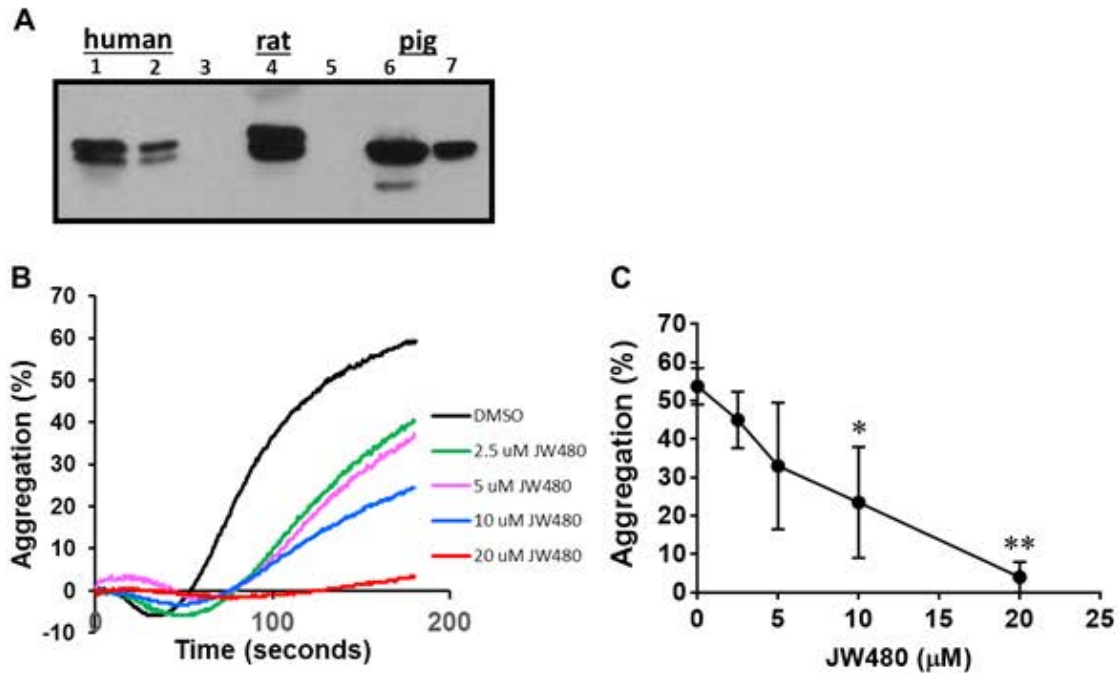 A
human rat pig
1 2 3 4 5 6 7
B
Aggregation (%)
70
60
50
40
30
20
10
0
-10
0 100 200
Time (seconds)
DMSO
2.5 uM JW480
5 uM JW480
10 uM JW480
20 uM JW480
C
Aggregation (%)
70
60
50
40
30
20
10
0
*
**
0 5 10 15 20 25
JW480 (μM)